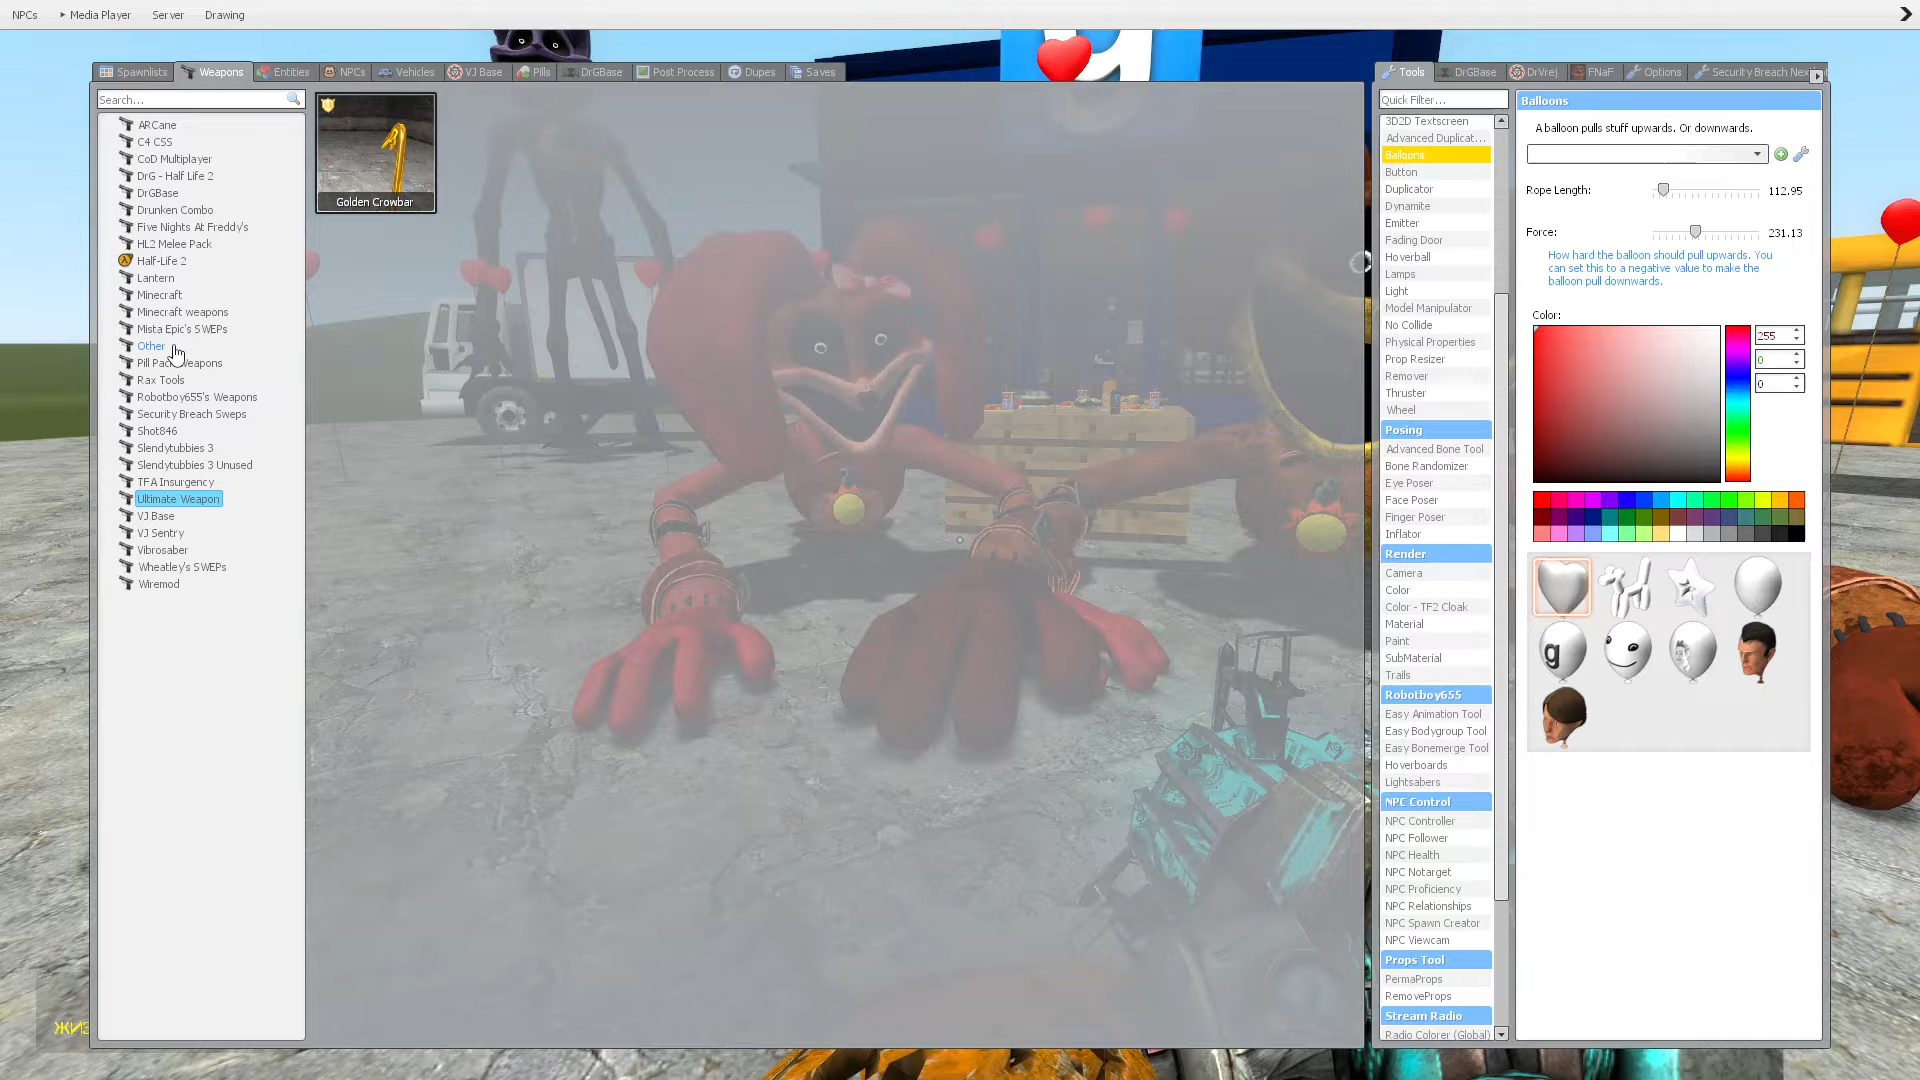 NPCs
Media Player
Server
Drawing
Spawnlists
Weapons
Entities
NPCs
Vehicles
VJ Base
Pills
DrGBase
Post Process
Dupes
Saves
Search...
ARCane
C4 CSS
CoD Multiplayer
DrG - Half Life 2
DrGBase
Drunken Combo
Five Nights At Freddy's
HL2 Melee Pack
Half-Life 2
Lantern
Minecraft
Minecraft weapons
Mista Epic's SWEPs
Other
Pill Pack Weapons
Rax Tools
Robotboy655's Weapons
Security Breach Sweps
Shot846
Slendytubbies 3
Slendytubbies 3 Unused
TFA Insurgency
Ultimate Weapon
VJ Base
VJ Sentry
Vibrosaber
Wheatley's SWEPs
Wiremod
Golden Crowbar
ЖИЗ
Tools
DrGBase
DrVrej
FNaF
Options
Security Breach Nex
Quick Filter...
3D2D Textscreen
Advanced Duplicat...
Balloons
Button
Duplicator
Dynamite
Emitter
Fading Door
Hoverball
Lamps
Light
Model Manipulator
No Collide
Physical Properties
Prop Resizer
Remover
Thruster
Wheel
Posing
Advanced Bone Tool
Bone Randomizer
Eye Poser
Face Poser
Finger Poser
Inflator
Render
Camera
Color
Color - TF2 Cloak
Material
Paint
SubMaterial
Trails
Robotboy655
Easy Animation Tool
Easy Bodygroup Tool
Easy Bonemerge Tool
Hoverboards
Lightsabers
NPC Control
NPC Controller
NPC Follower
NPC Health
NPC Notarget
NPC Proficiency
NPC Relationships
NPC Spawn Creator
NPC Viewcam
Props Tool
PermaProps
RemoveProps
Stream Radio
Radio Colorer (Global)
Balloons
A balloon pulls stuff upwards. Or downwards.
Rope Length: 112.95
Force: 231.13
How hard the balloon should pull upwards. You
can set this to a negative value to make the
balloon pull downwards.
Color:
255
0
0
g